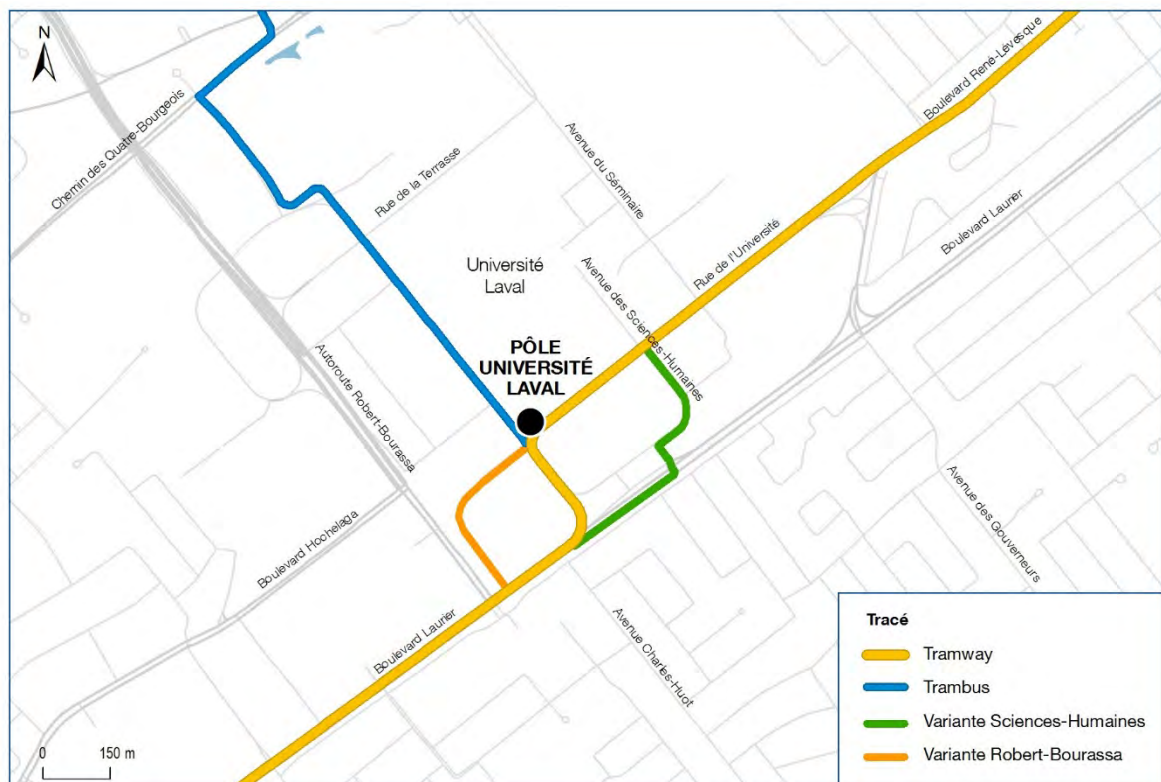 N
Boulevard René-Lévesque
Chemin des Quatre-Bourgeois
Avenue du Séminaire
Rue de la Terrasse
Boulevard Laurier
Rue de l'Université
Université
Laval
Avenue des Sciences-Humaines
PÔLE
UNIVERSITÉ
LAVAL
Autoroute Robert-Bourassa
Avenue des Gouverneurs
Boulevard Hochelaga
Boulevard Laurier
Avenue Charles-Huot
Tracé
Tramway
Trambus
Variante Sciences-Humaines
Variante Robert-Bourassa
0 150 m